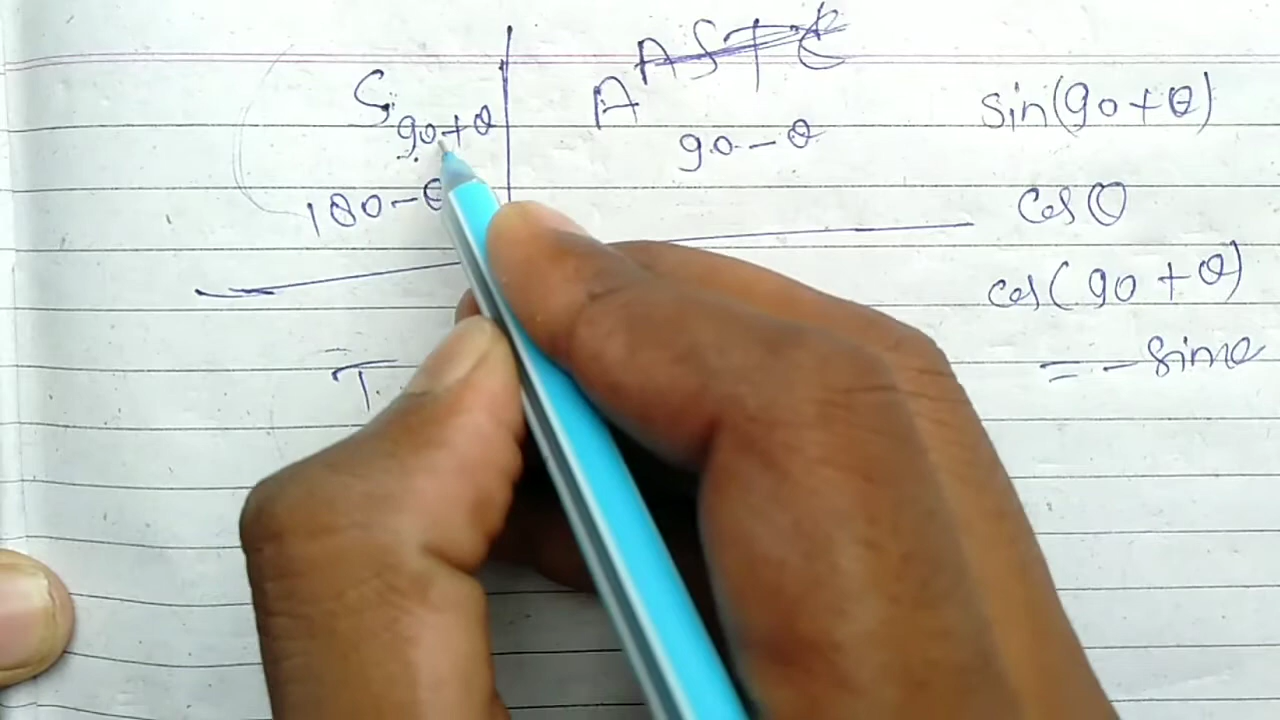 ASTC
S A
90+θ
90-θ
180-θ
T
sin(90+θ)
cosθ
cos(90+θ)
= -sinθ